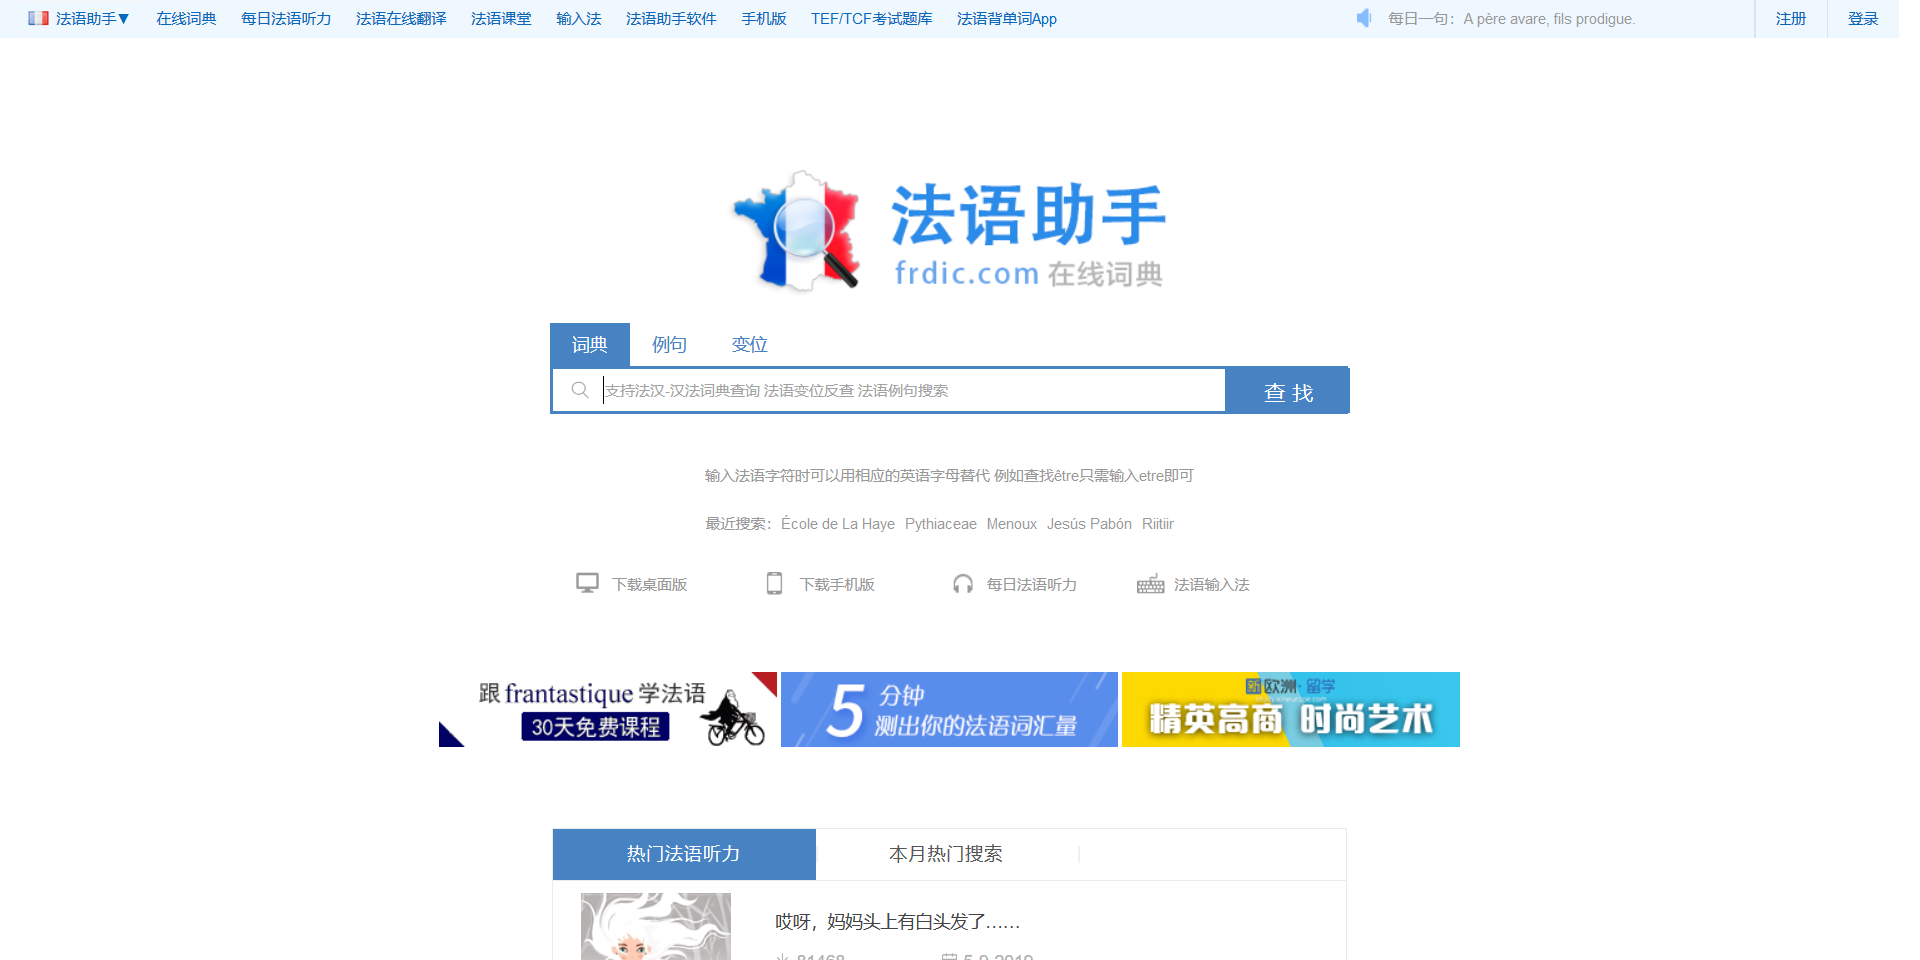 法语助手▼ 在线词典 每日法语听力 法语在线翻译 法语课堂 输入法 法语助手软件 手机版 TEF/TCF考试题库 法语背单词App 每日一句：A père avare, fils prodigue. 注册 登录
法语助手
frdic.com 在线词典
词典 例句 变位
支持法汉-汉法词典查询 法语变位反查 法语例句搜索 查 找
输入法语字符时可以用相应的英语字母替代 例如查找être只需输入etre即可
最近搜索：École de La Haye Pythiaceae Menoux Jesús Pabón Riitiir
下载桌面版 下载手机版 每日法语听力 法语输入法
跟 frantastique 学法语
30天免费课程
5 分钟
测出你的法语词汇量
新欧洲·留学
精英高商 时尚艺术
热门法语听力 本月热门搜索
哎呀，妈妈头上有白头发了……
81468 5-9-2019